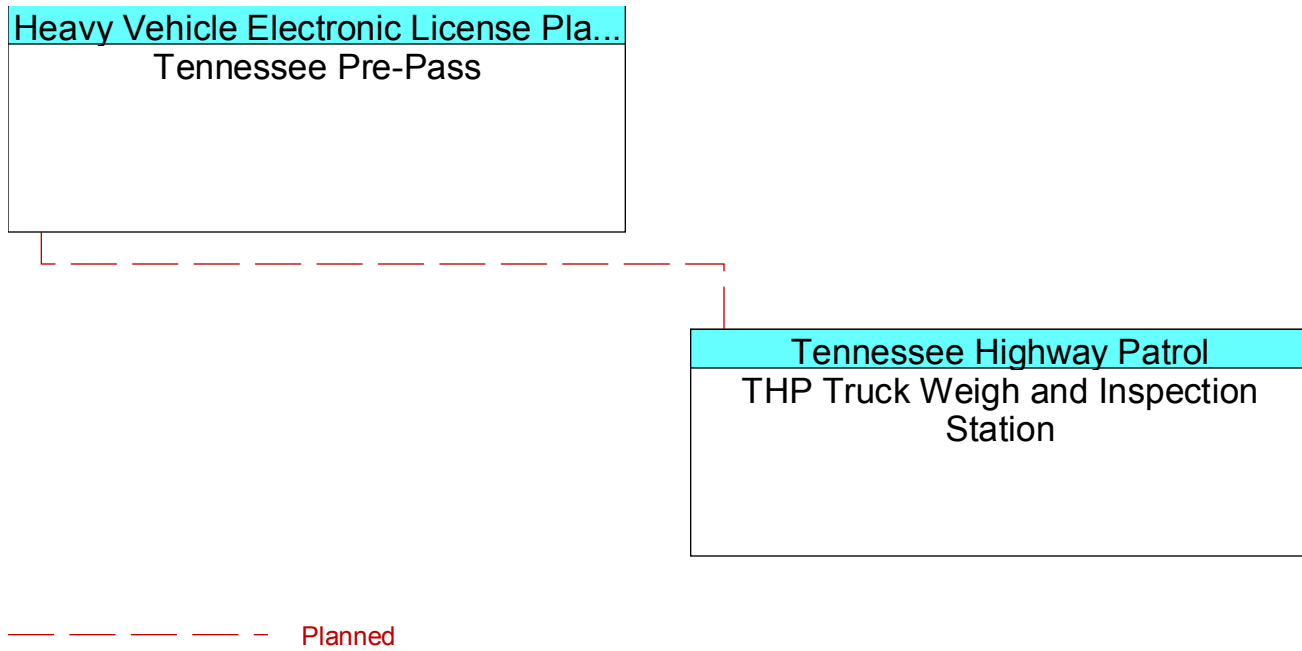 Heavy Vehicle Electronic License Pla...
Tennessee Pre-Pass
Tennessee Highway Patrol
THP Truck Weigh and Inspection
Station
Planned